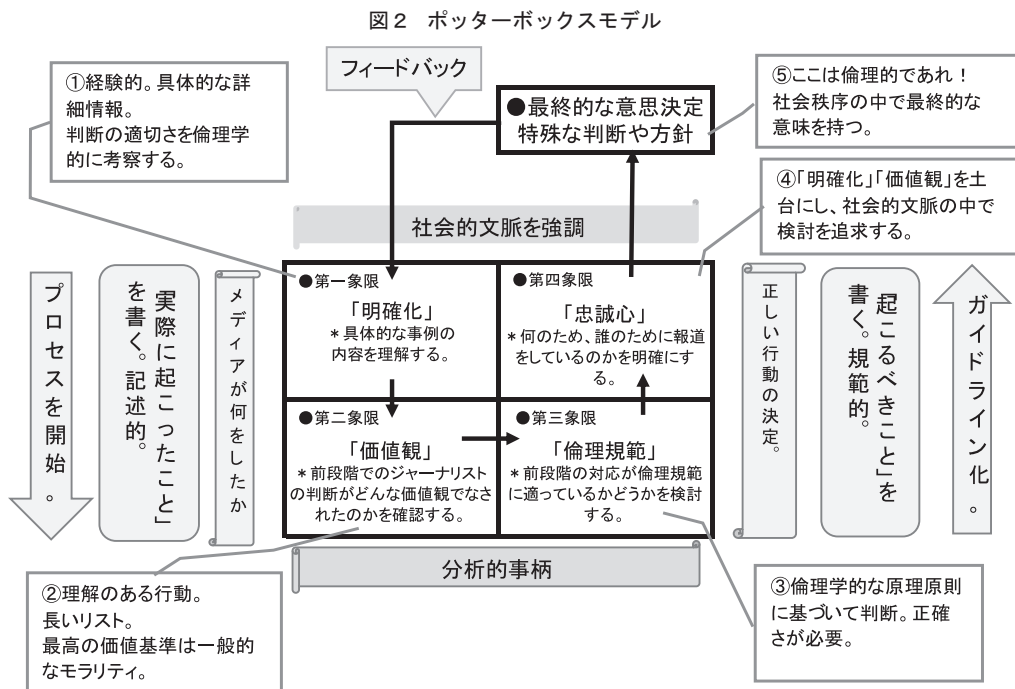 図２　ポッターボックスモデル
フィードバック
①経験的。具体的な詳
細情報。
判断の適切さを倫理学
的に考察する。
●最終的な意思決定
特殊な判断や方針
⑤ここは倫理的であれ！
社会秩序の中で最終的な
意味を持つ。
④「明確化」「価値観」を土
台にし、社会的文脈の中で
検討を追求する。
社会的文脈を強調
プロセスを開始。
『実際に起こったこと」
を書く。記述的。
メディアが何をしたか
●第一象限
「明確化」
＊具体的な事例の
内容を理解する。
●第四象限
「忠誠心」
＊何のため、誰のために報道
をしているのかを明確にす
る。
●第二象限
「価値観」
＊前段階でのジャーナリスト
の判断がどんな価値観でなさ
れたのかを確認する。
●第三象限
「倫理規範」
＊前段階の対応が倫理規範
に適っているかどうかを検討
する。
正しい行動の決定。
『起こるべきこと」を
書く。規範的。
ガイドライン化。
分析的事柄
②理解のある行動。
長いリスト。
最高の価値基準は一般的
なモラリティ。
③倫理学的な原理原則
に基づいて判断。正確
さが必要。